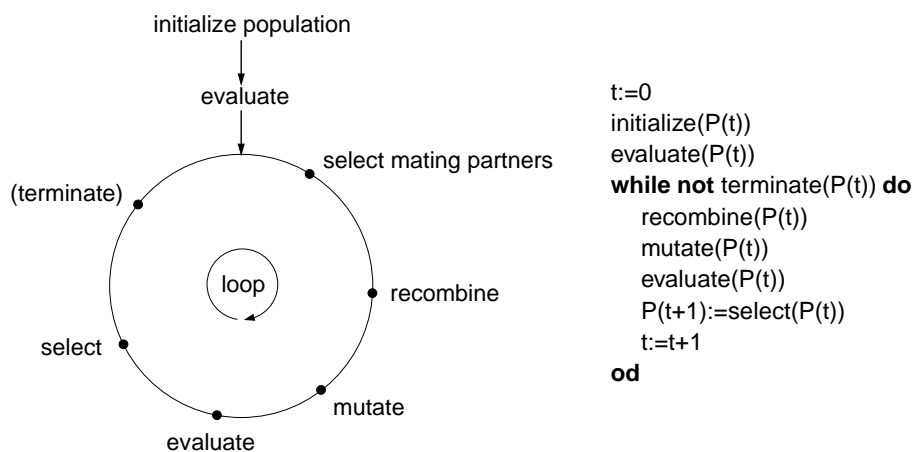 initialize population
evaluate
select mating partners
(terminate)
loop
recombine
select
mutate
evaluate
t:=0
initialize(P(t))
evaluate(P(t))
while not terminate(P(t)) do
recombine(P(t))
mutate(P(t))
evaluate(P(t))
P(t+1):=select(P(t))
t:=t+1
od